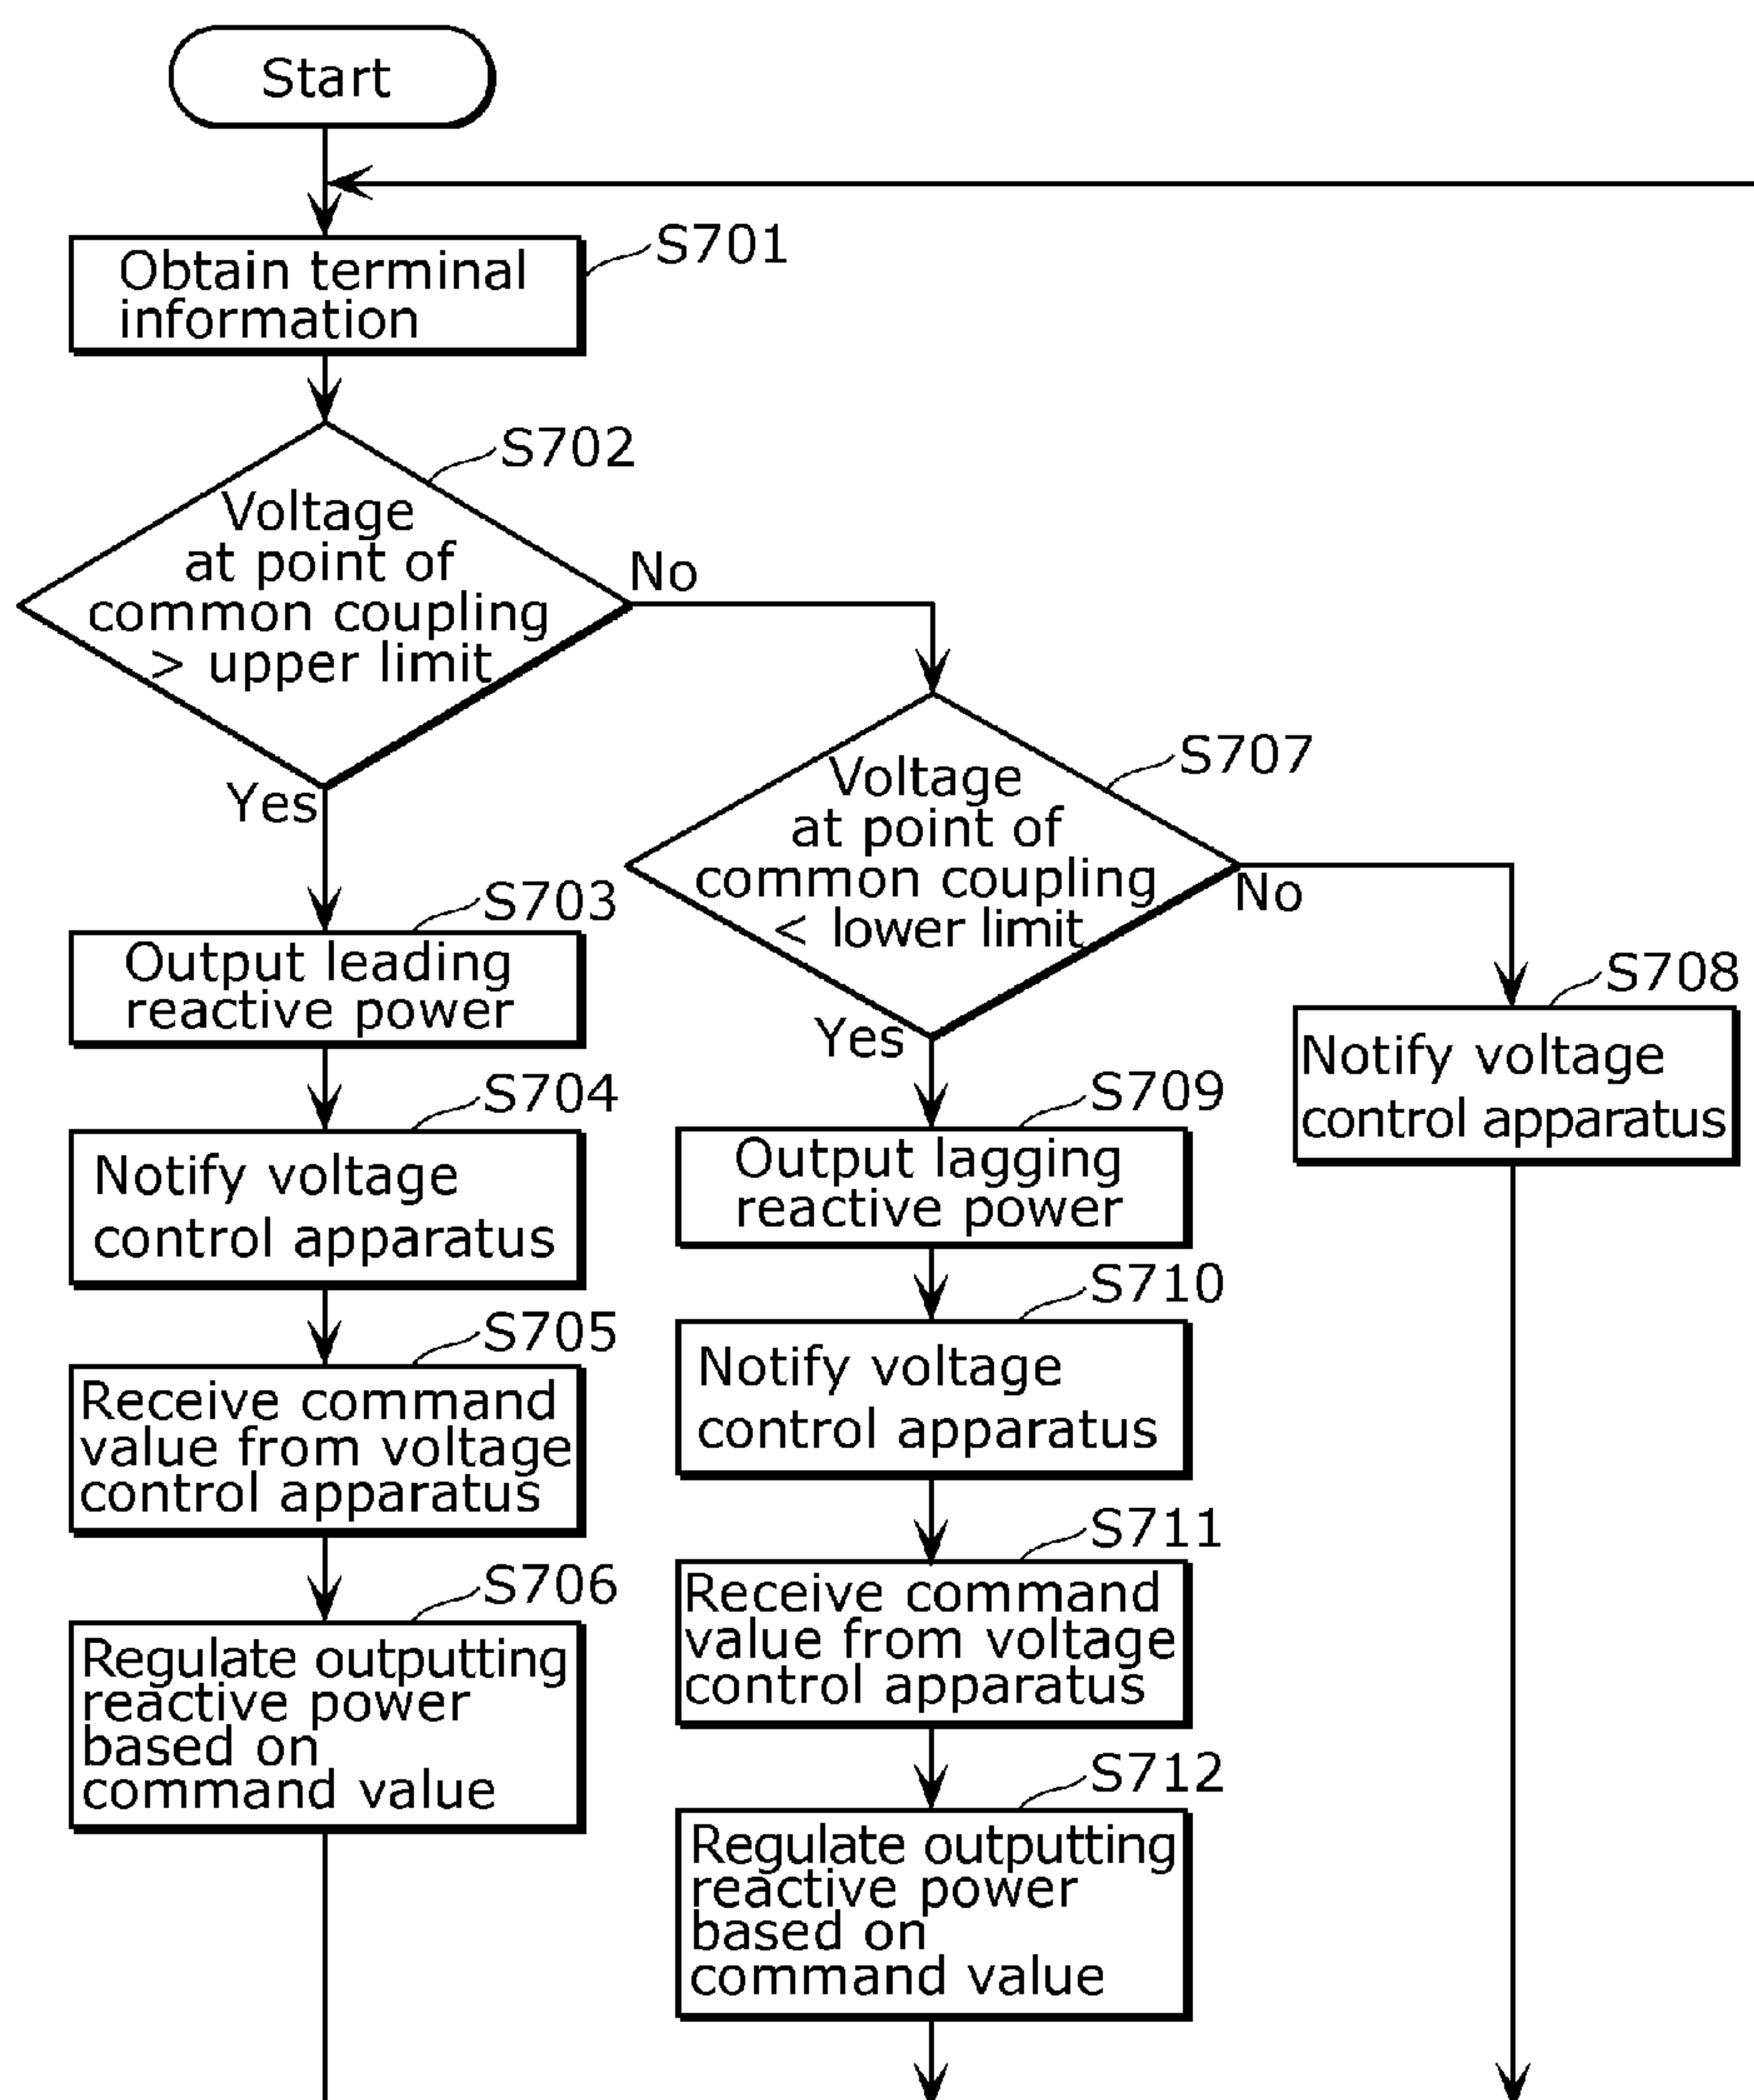 Start
S701
Obtain terminal
information
S702
Voltage
at point of
common coupling
> upper limit
No
Yes
S703
Output leading
reactive power
S704
Notify voltage
control apparatus
S705
Receive command
value from voltage
control apparatus
S706
Regulate outputting
reactive power
based on
command value
S707
Voltage
at point of
common coupling
< lower limit
No
Yes
S708
Notify voltage
control apparatus
S709
Output lagging
reactive power
S710
Notify voltage
control apparatus
S711
Receive command
value from voltage
control apparatus
S712
Regulate outputting
reactive power
based on
command value